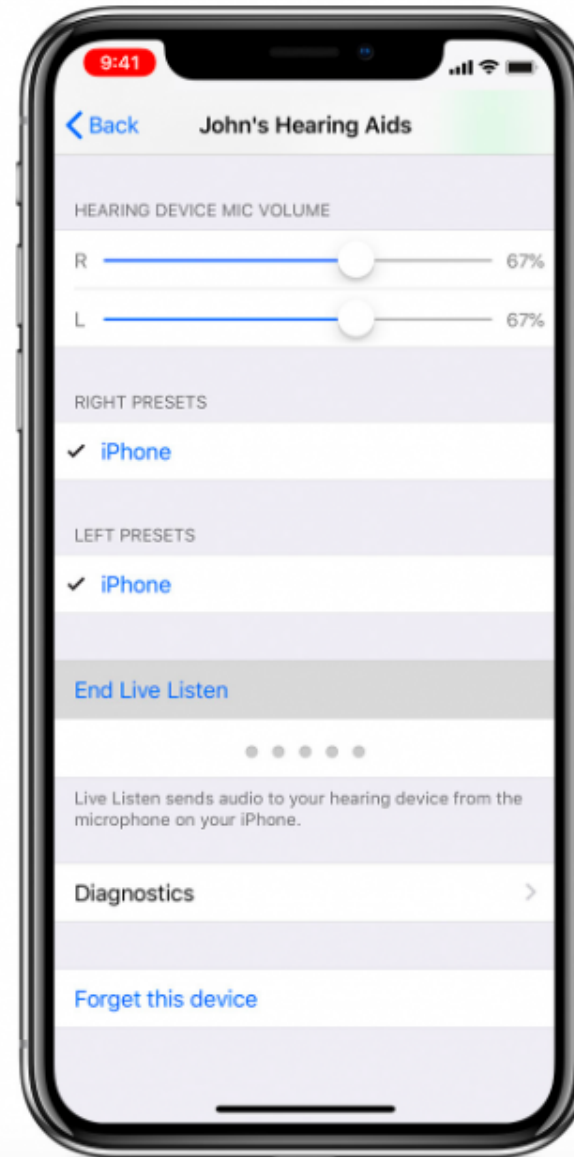 9:41
Back John's Hearing Aids
HEARING DEVICE MIC VOLUME
R 67%
L 67%
RIGHT PRESETS
✓ iPhone
LEFT PRESETS
✓ iPhone
End Live Listen
Live Listen sends audio to your hearing device from the
microphone on your iPhone.
Diagnostics
Forget this device